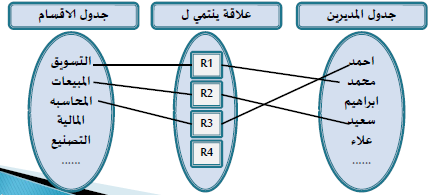 جدول المديرين
علاقة ينتمي ل
جدول الاقسام
احمد
محمد
ابراهيم
سعيد
علاء
......
R1
R2
R3
R4
التسويق
المبيعات
المحاسبه
المالية
التصنيع
......